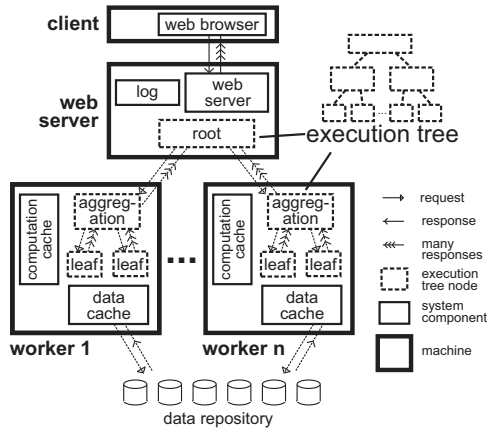 client
web browser
web
server
log
web
server
root
execution tree
computation
cache
aggreg-
ation
leaf
leaf
data
cache
worker 1
...
computation
cache
aggreg-
ation
leaf
leaf
data
cache
worker n
request
response
many
responses
execution
tree node
system
component
machine
data repository